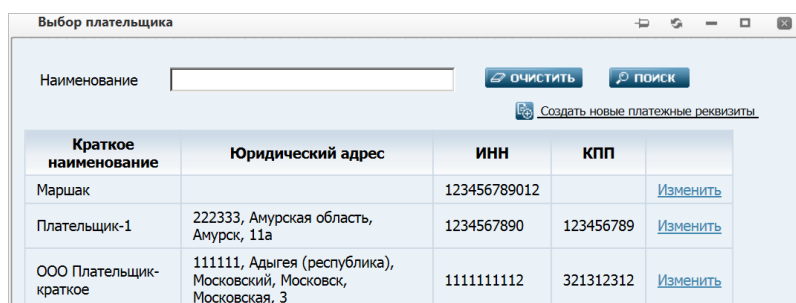 Выбор плательщика
Наименование
ОЧИСТИТЬ
ПОИСК
Создать новые платежные реквизиты
Краткое наименование Юридический адрес ИНН КПП
Маршак 123456789012 Изменить
Плательщик-1 222333, Амурская область, Амурск, 11а 1234567890 123456789 Изменить
ООО Плательщик-краткое 111111, Адыгея (республика), Московский, Московск, Московская, 3 1111111112 321312312 Изменить